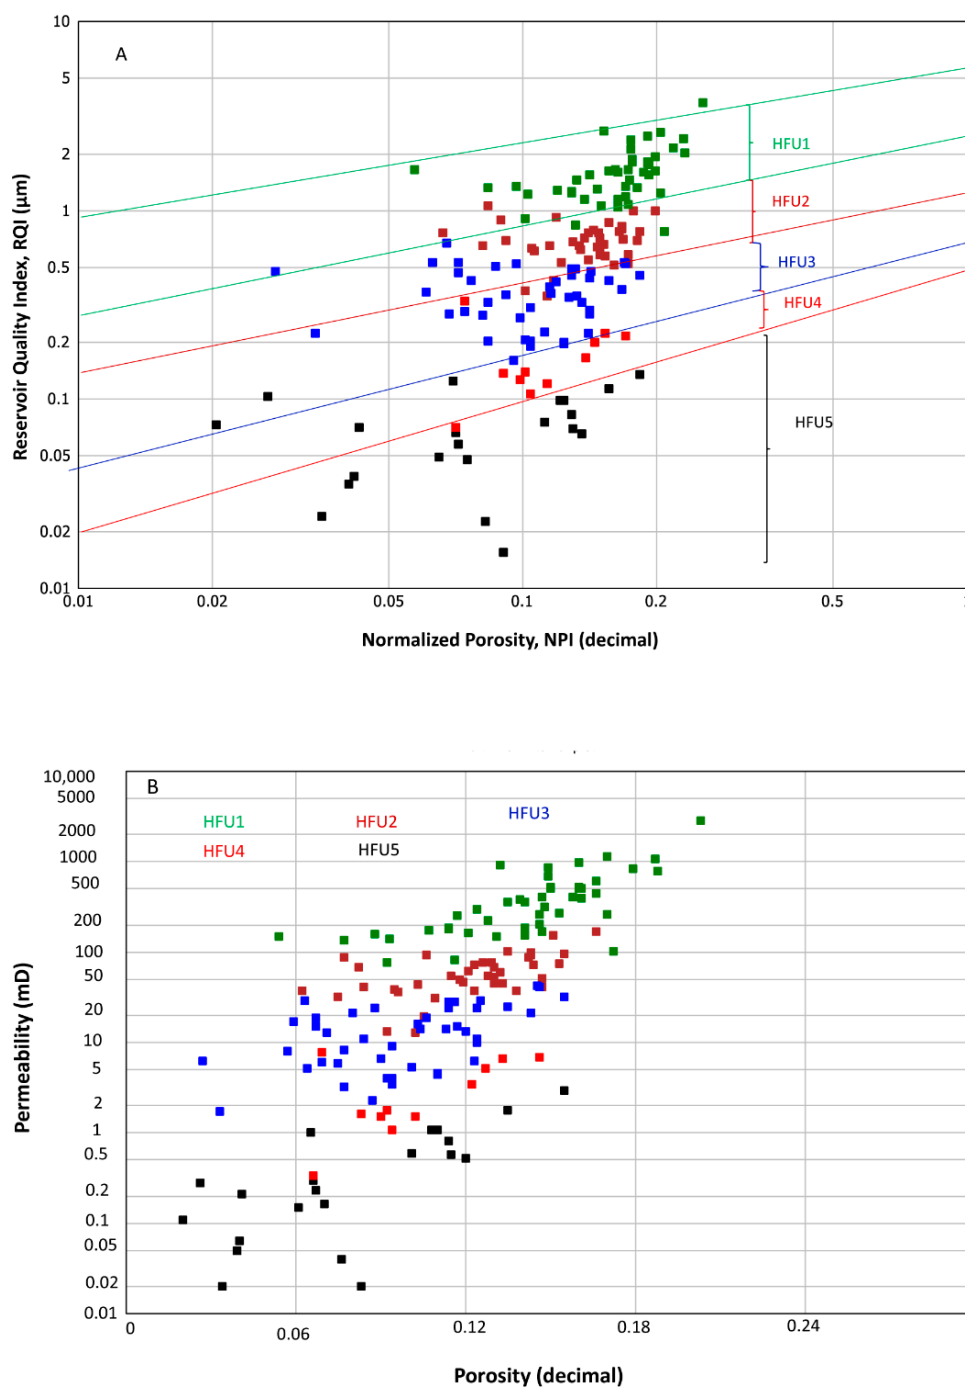 10
A
5
HFU1
2
HFU2
1
HFU3
0.5
HFU4
0.2
0.1
HFU5
0.05
0.02
0.01
0.01 0.02 0.05 0.1 0.2 0.5 1
Reservoir Quality Index, RQI (µm)
Normalized Porosity, NPI (decimal)
10,000
B
5000
HFU1 HFU2 HFU3
2000
HFU4 HFU5
1000
500
200
100
50
20
10
5
2
1
0.5
0.2
0.1
0.05
0.02
0.01
0 0.06 0.12 0.18 0.24
Permeability (mD)
Porosity (decimal)